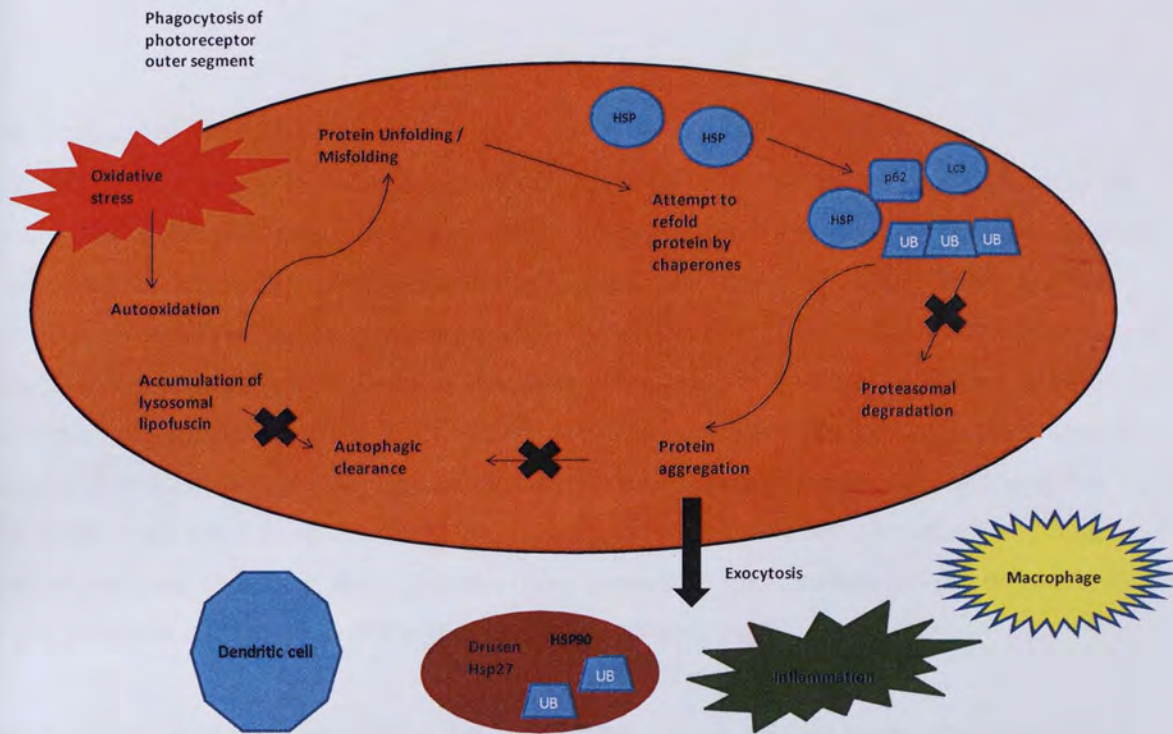 Phagocytosis of
photoreceptor
outer segment
Oxidative
stress
Protein Unfolding /
Misfolding
HSP
HSP
Attempt to
refold
protein by
chaperones
p62
LC3
HSP
UB
UB
UB
Autooxidation
Accumulation of
lysosomal
lipofuscin
Autophagic
clearance
Protein
aggregation
Proteasomal
degradation
Exocytosis
Macrophage
Dendritic cell
Drusen
Hsp27
HSP90
UB
UB
Inflammation